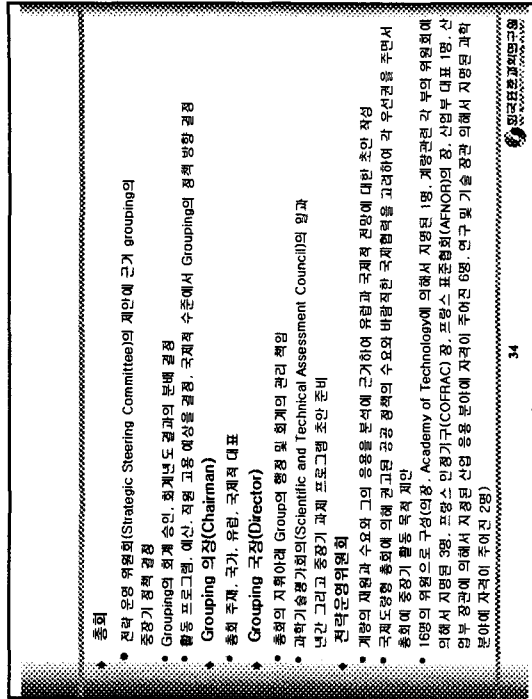 총회
전략 운영 위원회(Strategic Steering Committee)의 제안에 근거 grouping의
중장기 정책 결정
Grouping의 회계 승인, 회계년도 결과의 분배 결정
활동 프로그램, 예산, 직원 고용 예상을 결정, 국제적 수준에서 Grouping의 정책 방향 결정
Grouping 의장(Chairman)
총회 주재, 국가, 유럽, 국제적 대표
Grouping 국장(Director)
총회의 지휘아래 Group의 행정 및 회계의 관리 책임
과학기술평가회의(Scientific and Technical Assessment Council)의
년간 그리고 중장기 과제 프로그램 초안 준비
전략운영위원회
계량의 재원과 수요와 그의 응용을 분석에 근거하여 유럽과 국제적 전망에 대한 초안 작성
국제도량형 총회에 의해 권고된 공공 정책의 수요와 바람직한 국제협력을 고려하여 각 우선권을 주면서
총회에 중장기 활동 목적 제안
16명의 위원으로 구성(의장, Academy of Technology에 의해서 지명된 1명, 계량관련 각 부의 위원회에
의해서 지명된 3명, 프랑스 인정기구(COFRAC) 장, 프랑스 표준협회(AFNOR)의 장, 산업부 대표 1명, 산
업부 장관에 의해서 지정된 산업 응용 분야에 자격이 주어진 6명, 연구 및 기술 장관 의해서 지명된 과학
분야에 자격이 주어진 2명)
34
한국표준과학연구원